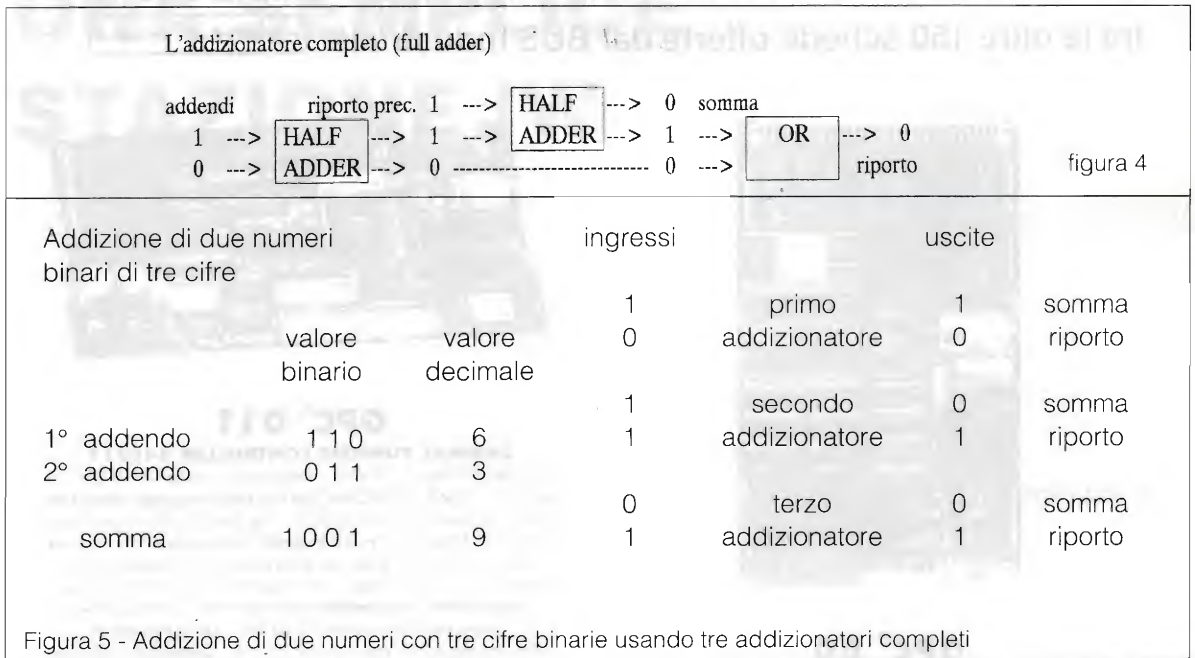 L'addizionatore completo (full adder)
addendi riporto prec. 1 ---> HALF ---> 0 somma
1 ---> HALF ---> 1 ---> ADDER ---> 1 ---> OR ---> 0
0 ---> ADDER ---> 0 ---------------------------- 0 ---> riporto
figura 4
Addizione di due numeri
binari di tre cifre
valore valore
binario decimale
1° addendo 1 1 0 6
2° addendo 0 1 1 3
somma 1 0 0 1 9
ingressi uscite
1 primo 1 somma
0 addizionatore 0 riporto
1 secondo 0 somma
1 addizionatore 1 riporto
0 terzo 0 somma
1 addizionatore 1 riporto
Figura 5 - Addizione di due numeri con tre cifre binarie usando tre addizionatori completi